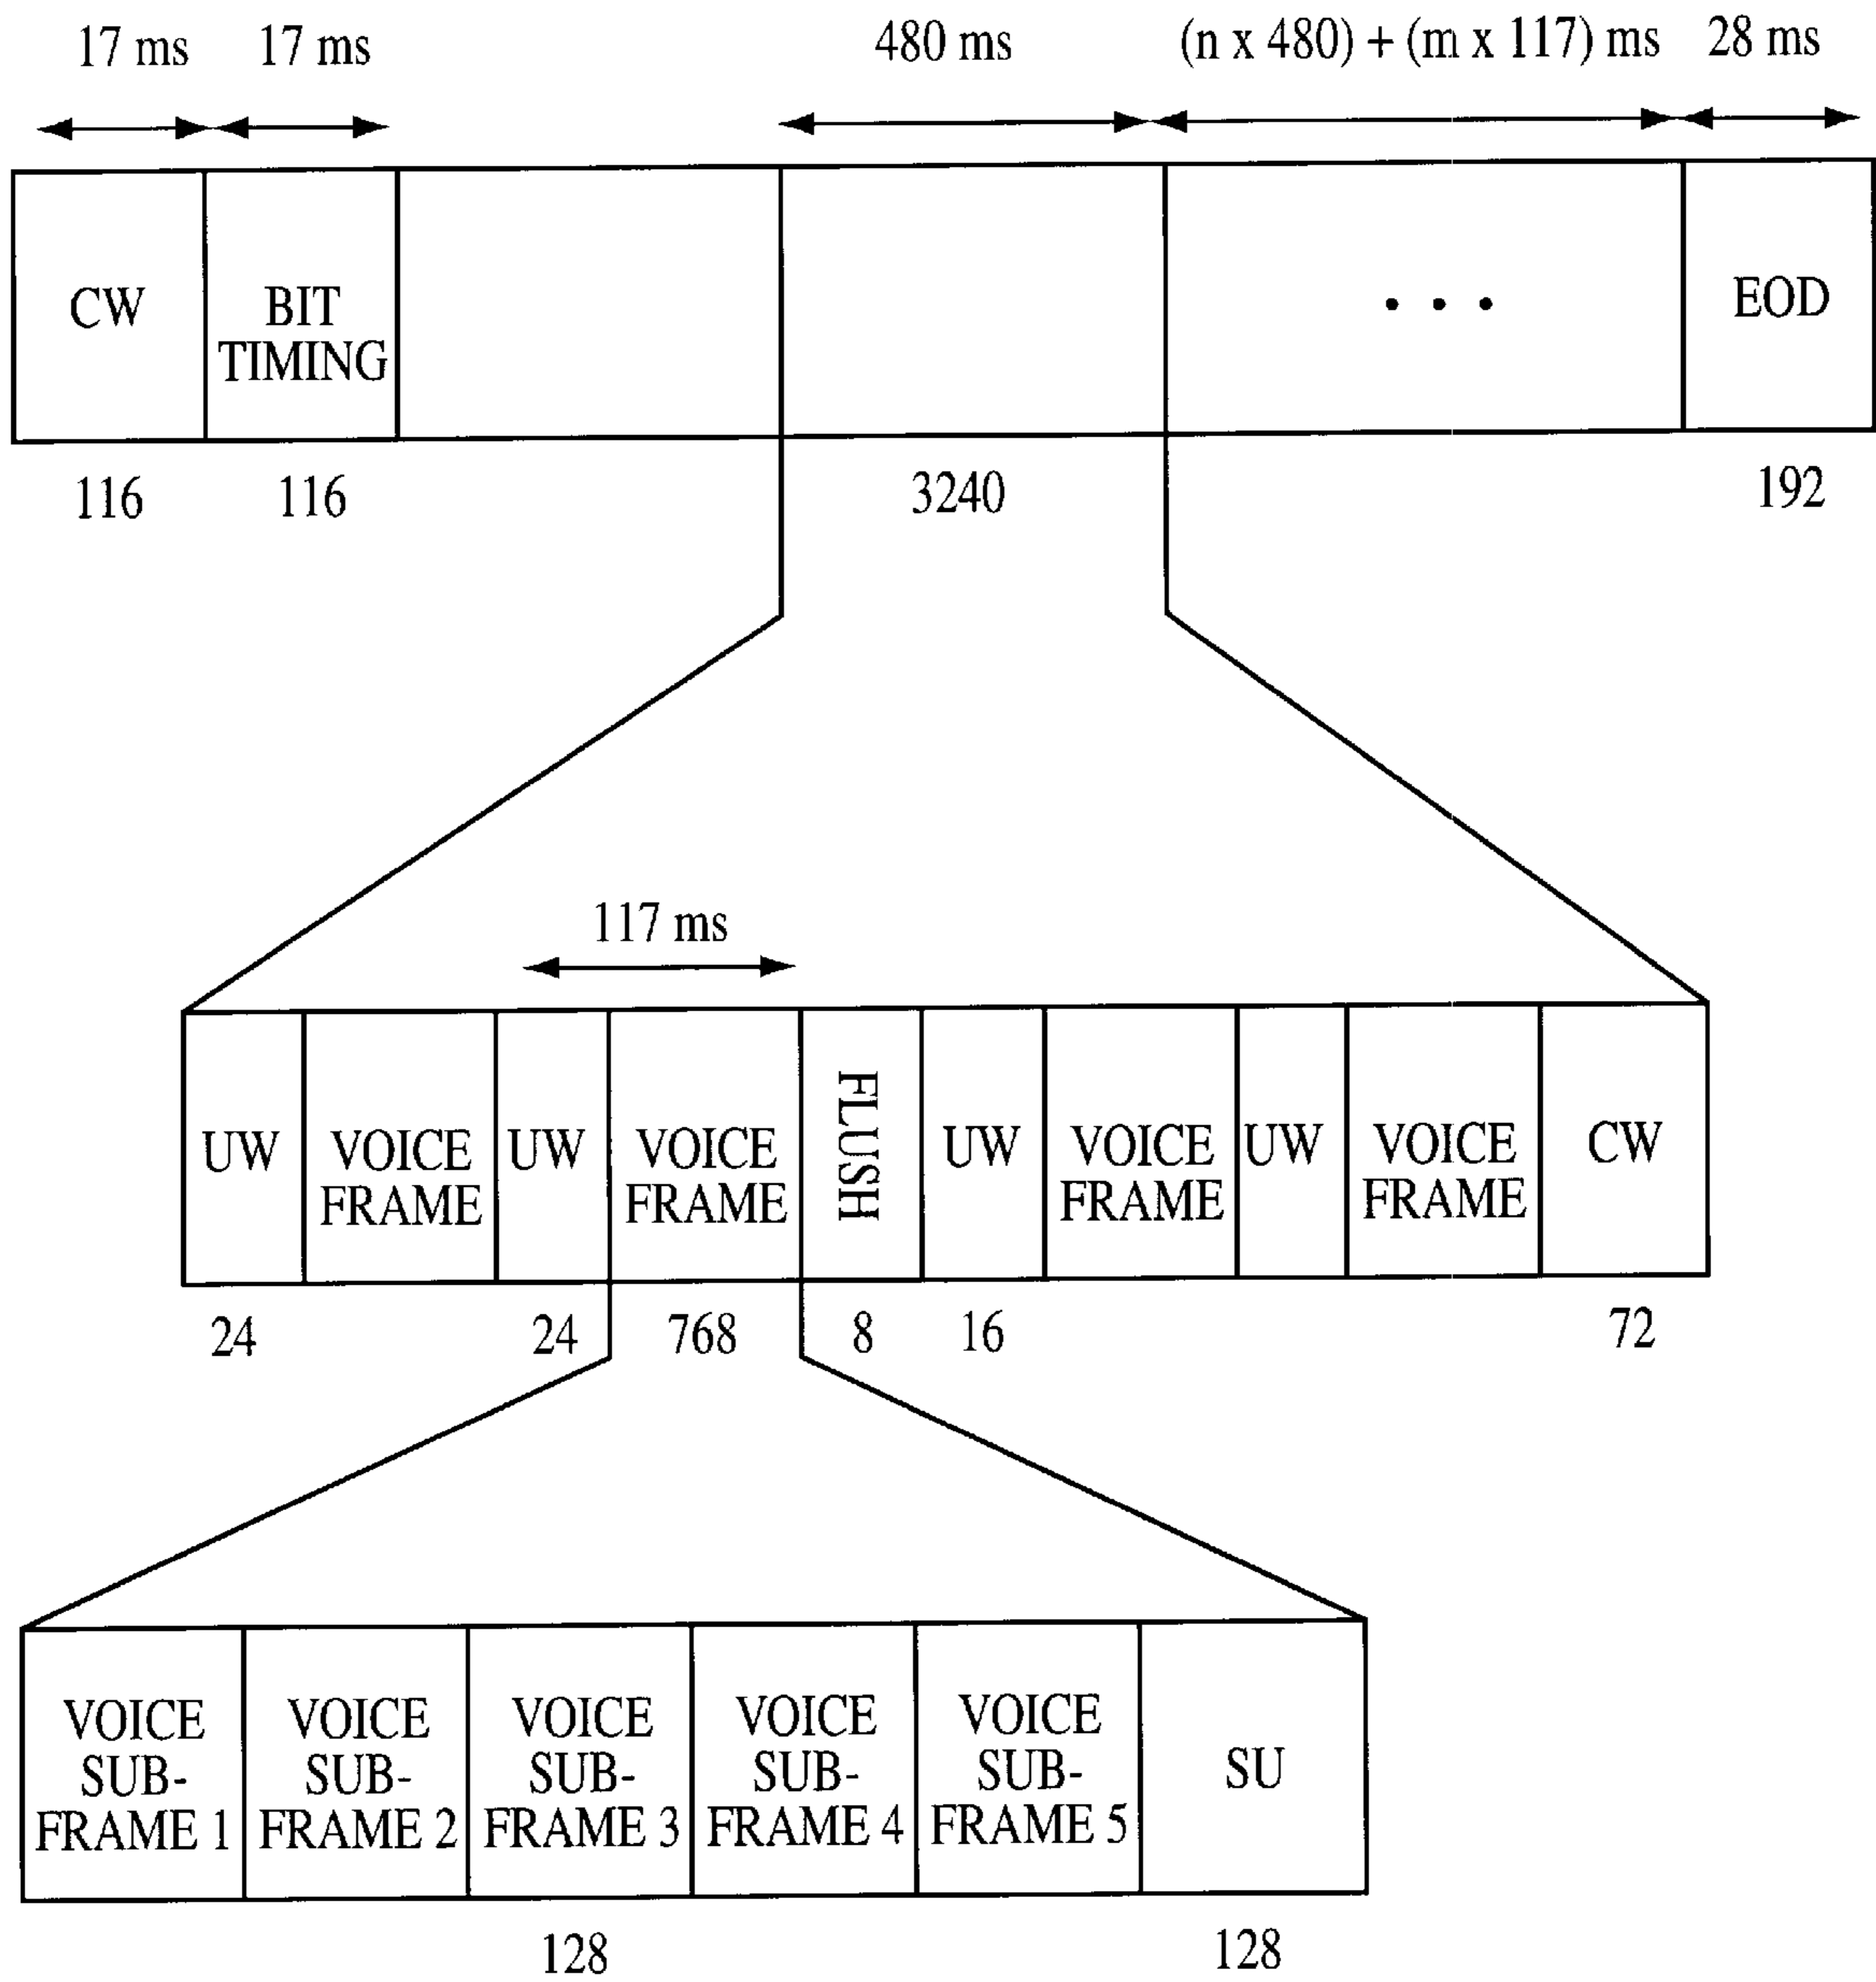 17 ms 17 ms 480 ms (n x 480) + (m x 117) ms 28 ms
CW BIT TIMING • • • EOD
116 116 3240 192
117 ms
UW VOICE FRAME UW VOICE FRAME FLUSH UW VOICE FRAME UW VOICE FRAME CW
24 24 768 8 16 72
VOICE SUB-FRAME 1 VOICE SUB-FRAME 2 VOICE SUB-FRAME 3 VOICE SUB-FRAME 4 VOICE SUB-FRAME 5 SU
128 128